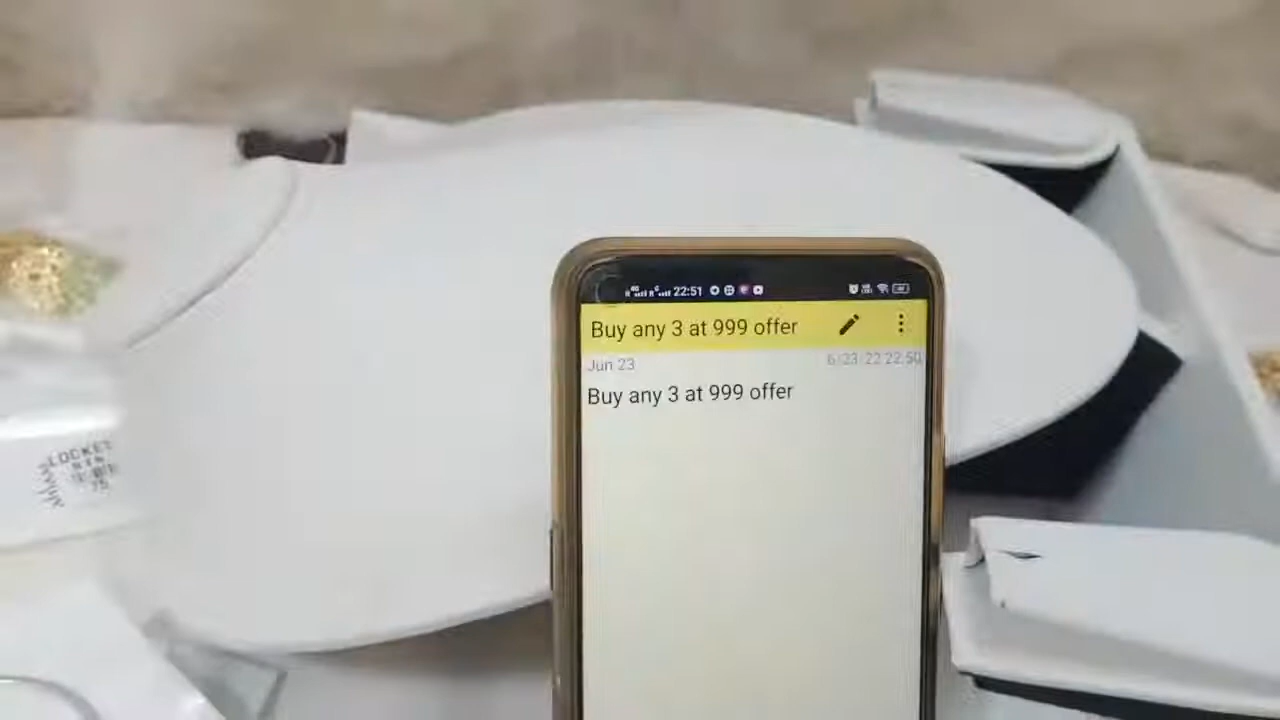 22:51
Buy any 3 at 999 offer
Jun 23 6/23/22 22:50
Buy any 3 at 999 offer
LOCKET